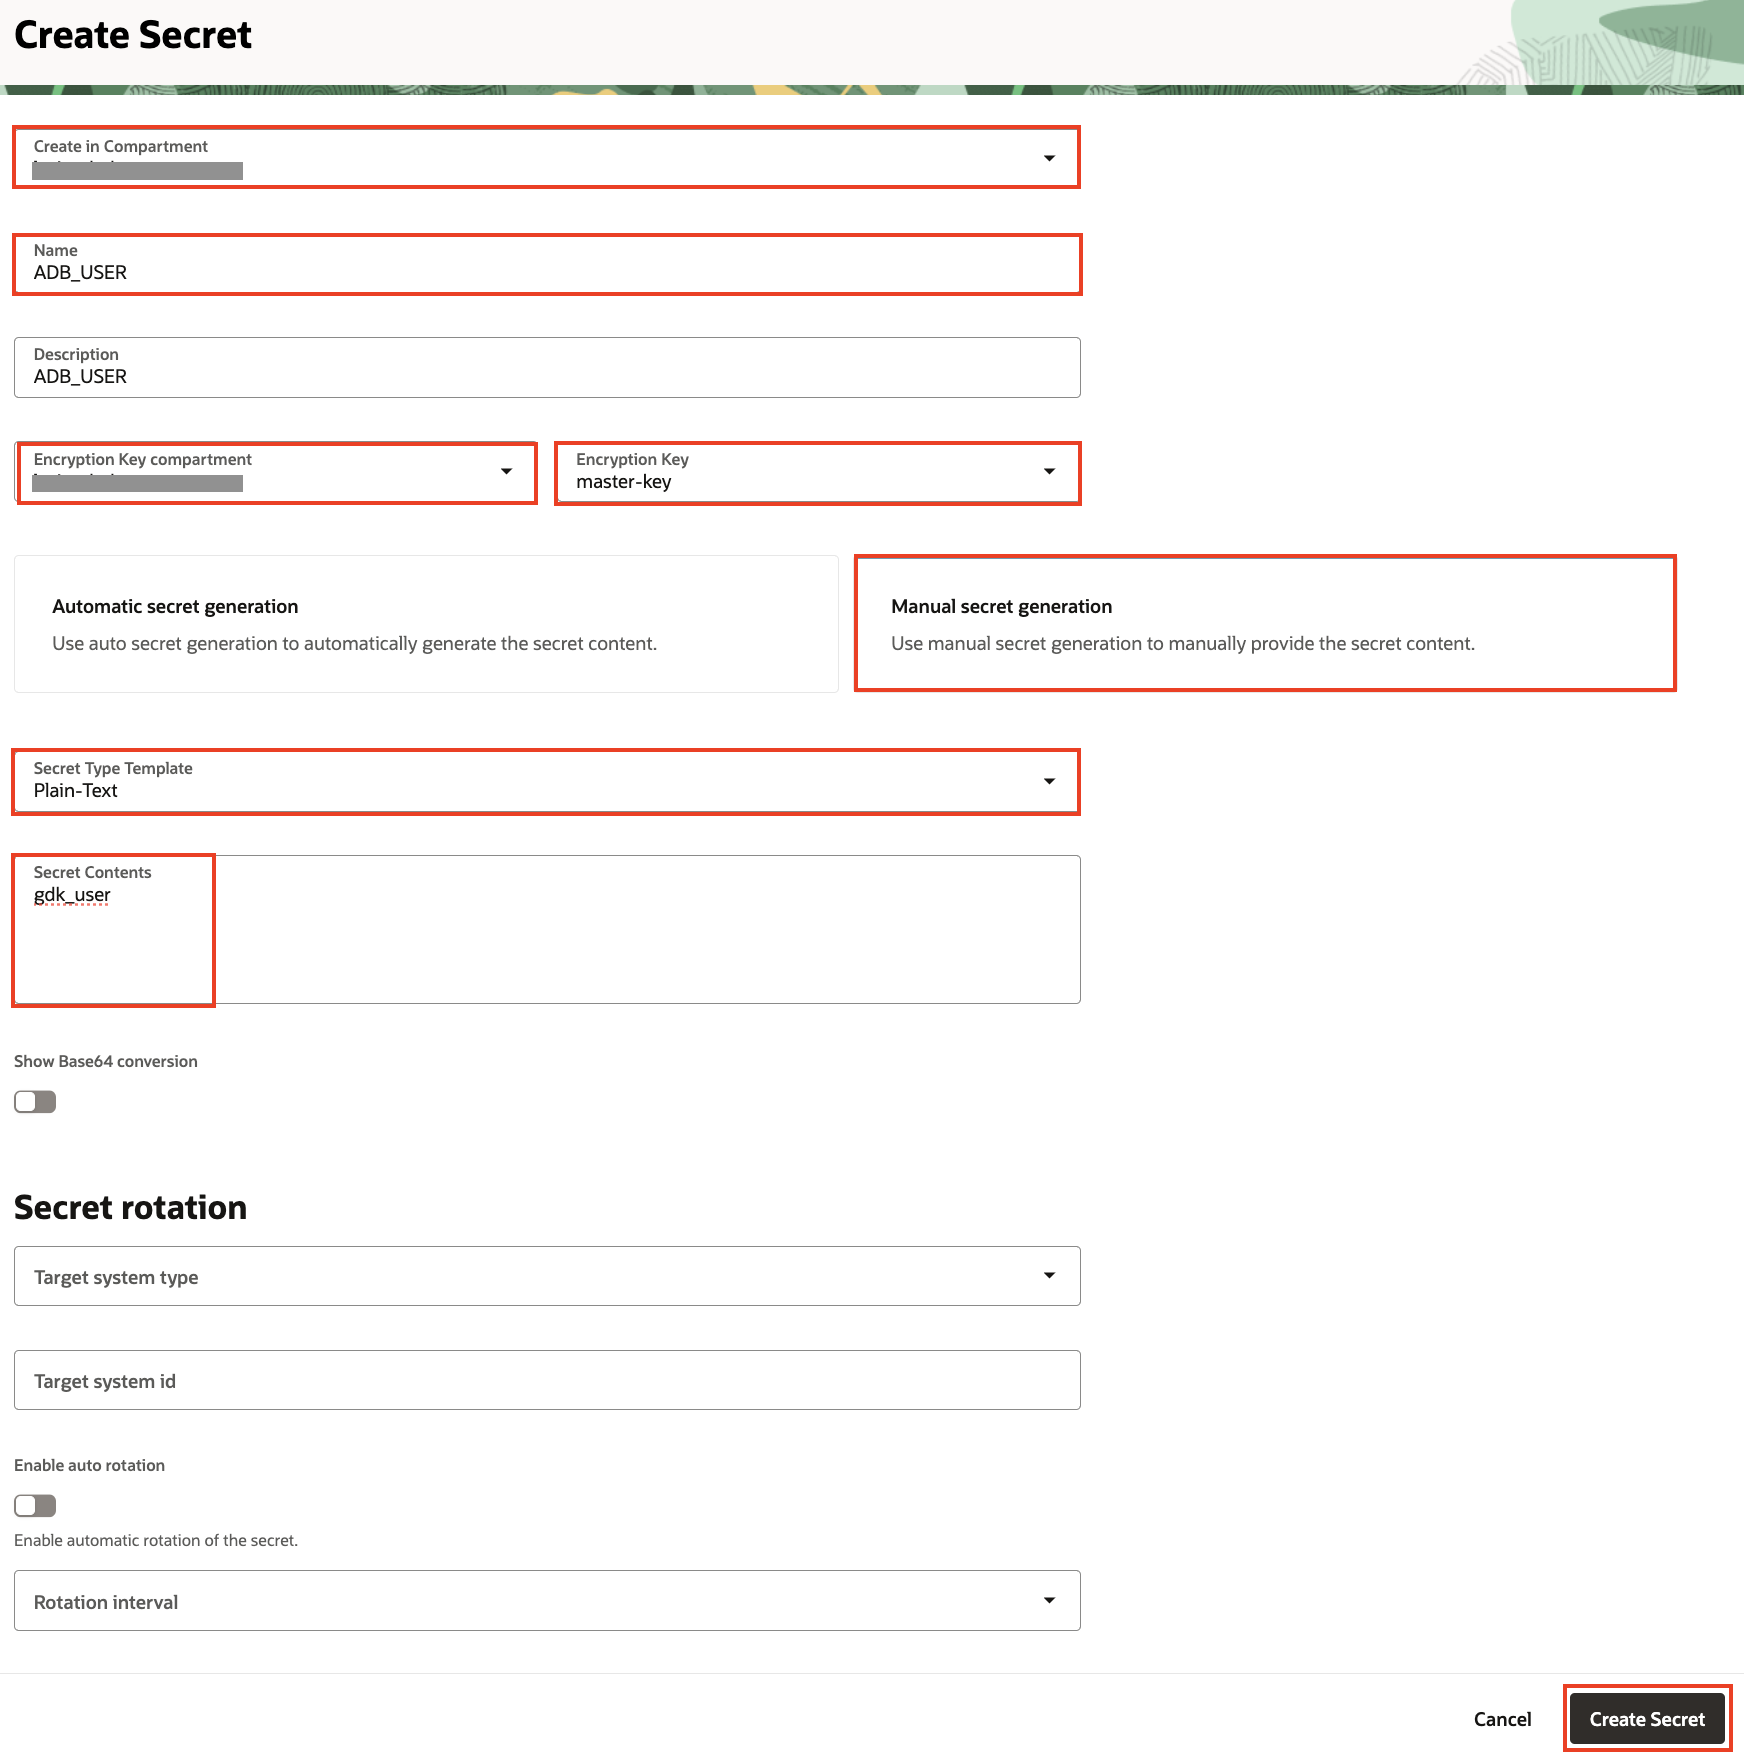 Create Secret
Create in Compartment
Name
ADB_USER
Description
ADB_USER
Encryption Key compartment
Encryption Key
master-key
Automatic secret generation
Use auto secret generation to automatically generate the secret content.
Manual secret generation
Use manual secret generation to manually provide the secret content.
Secret Type Template
Plain-Text
Secret Contents
gdk_user
Show Base64 conversion
Secret rotation
Target system type
Target system id
Enable auto rotation
Enable automatic rotation of the secret.
Rotation interval
Cancel
Create Secret